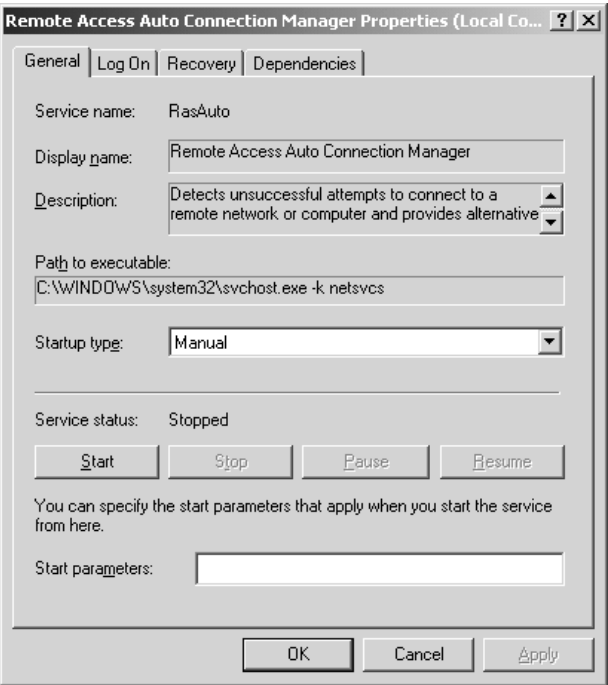 Remote Access Auto Connection Manager Properties (Local Co... ? X
General Log On Recovery Dependencies
Service name: RasAuto
Display name: Remote Access Auto Connection Manager
Description: Detects unsuccessful attempts to connect to a
remote network or computer and provides alternative
Path to executable:
C:\WINDOWS\system32\svchost.exe -k netsvcs
Startup type: Manual
Service status: Stopped
Start Stop Pause Resume
You can specify the start parameters that apply when you start the service
from here.
Start parameters:
OK Cancel Apply